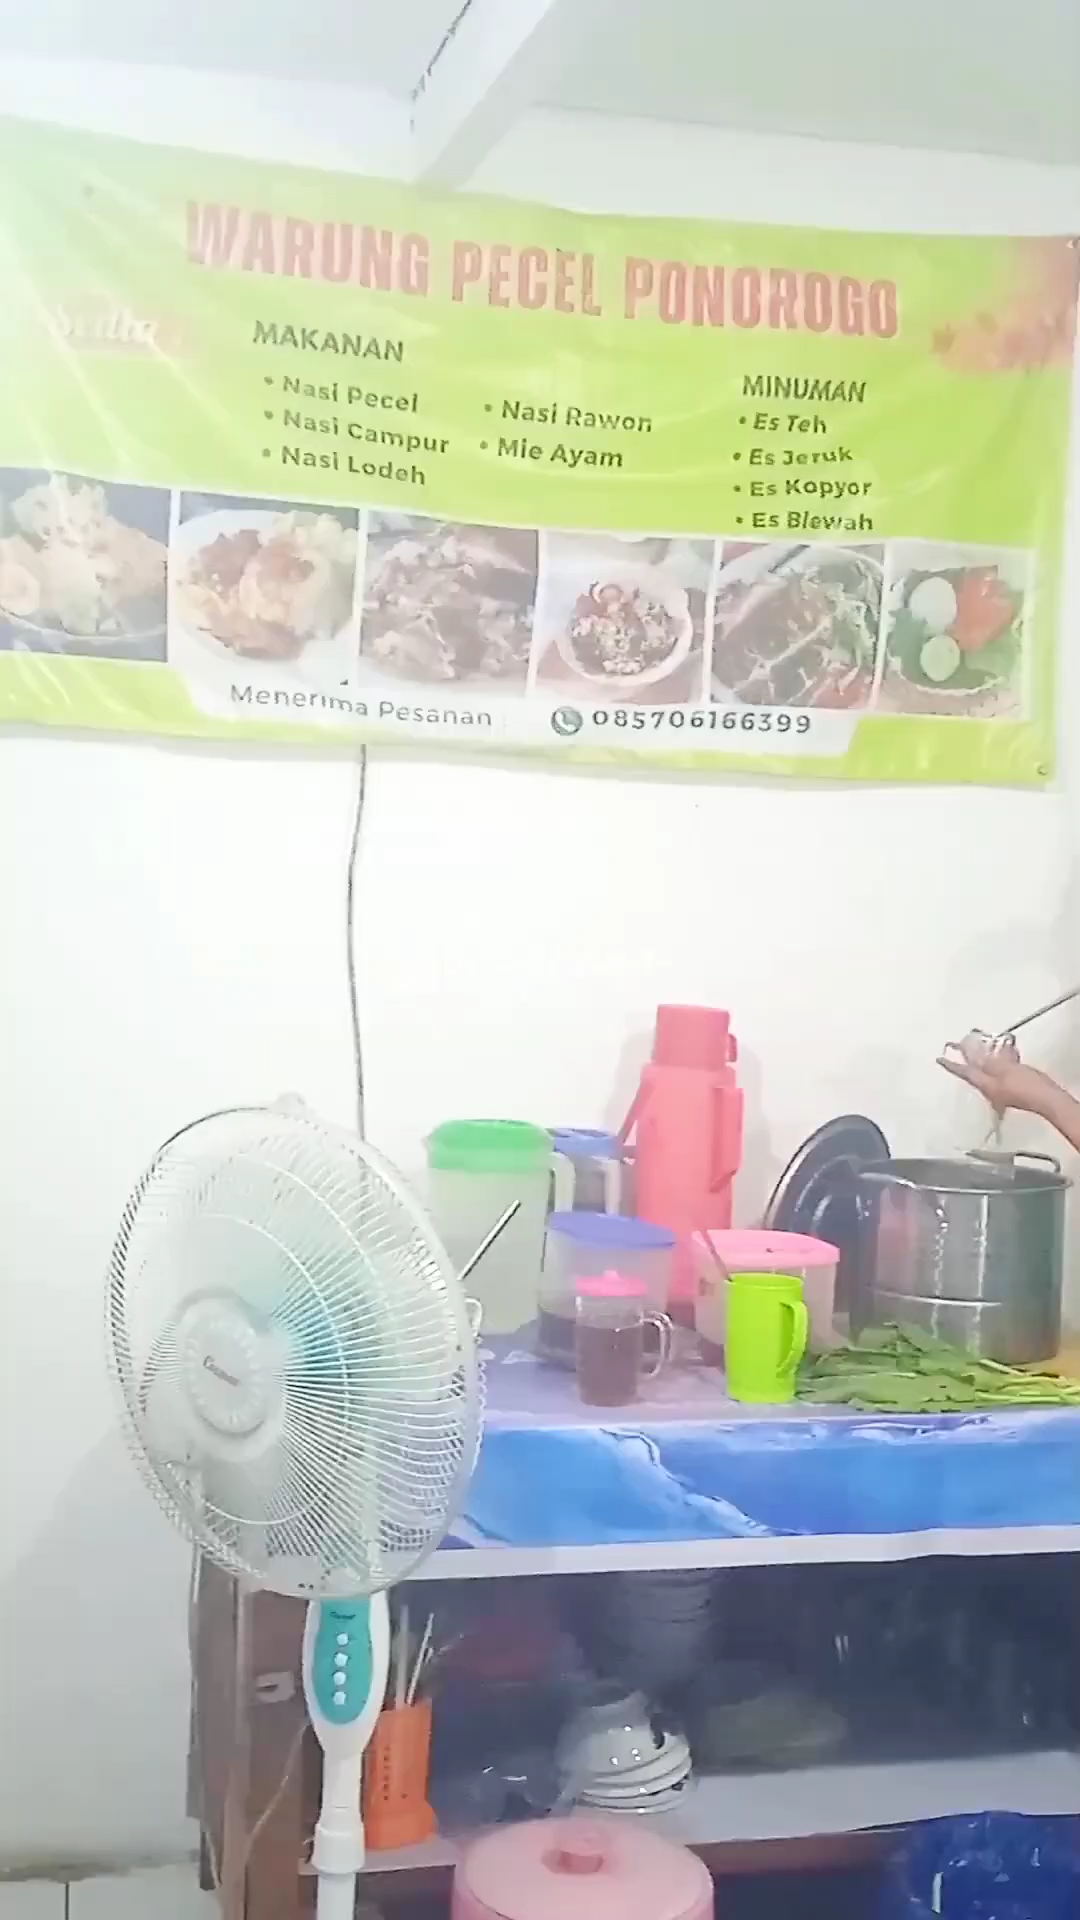 WARUNG PECEL PONOROGO
MAKANAN
• Nasi Pecel
• Nasi Campur
• Nasi Lodeh
• Nasi Rawon
• Mie Ayam
MINUMAN
• Es Teh
• Es Jeruk
• Es Kopyor
• Es Blewah
Menerima Pesanan
085706166399